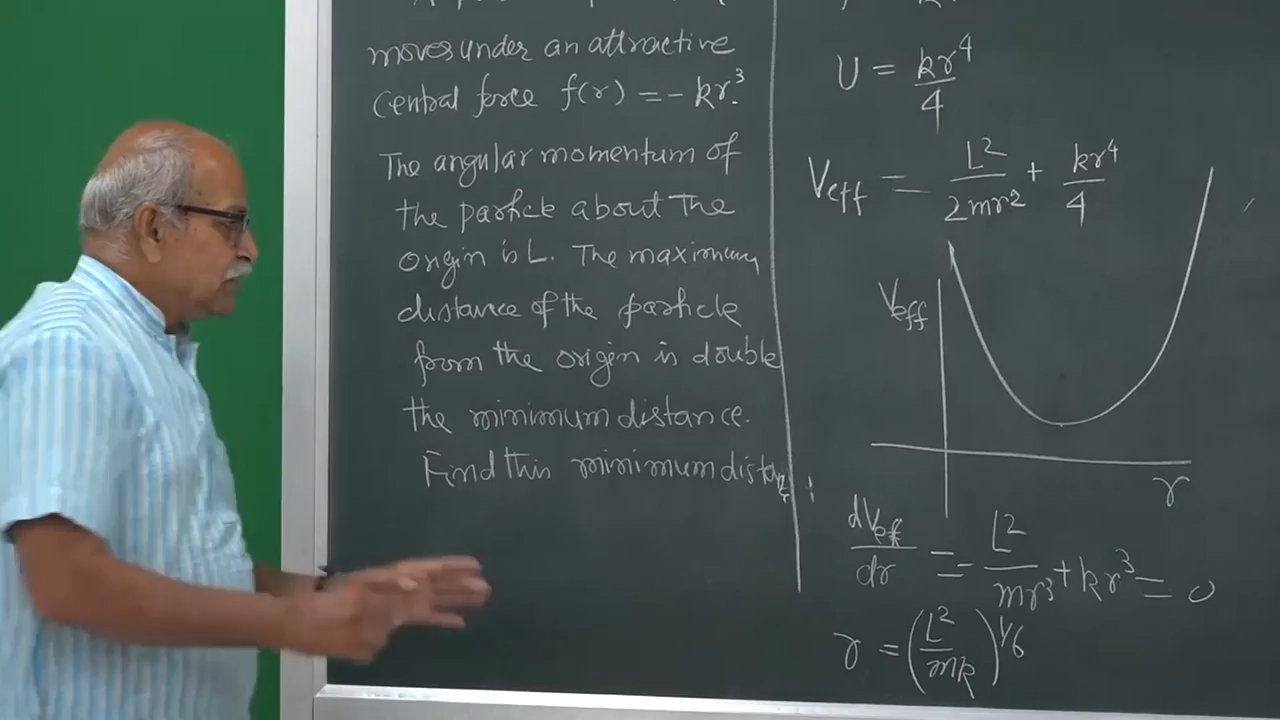 moves under an attractive
central force f(r) = - kr³.
The angular momentum of
the particle about the
origin is L. The maximum
distance of the particle
from the origin is double
the minimum distance.
Find this minimum distance
U = kr⁴/4
Veff = L²/2mr² + kr⁴/4
Veff
r
dVeff/dr = L²/mr³ + kr³ = 0
r = (L²/mk)^1/6